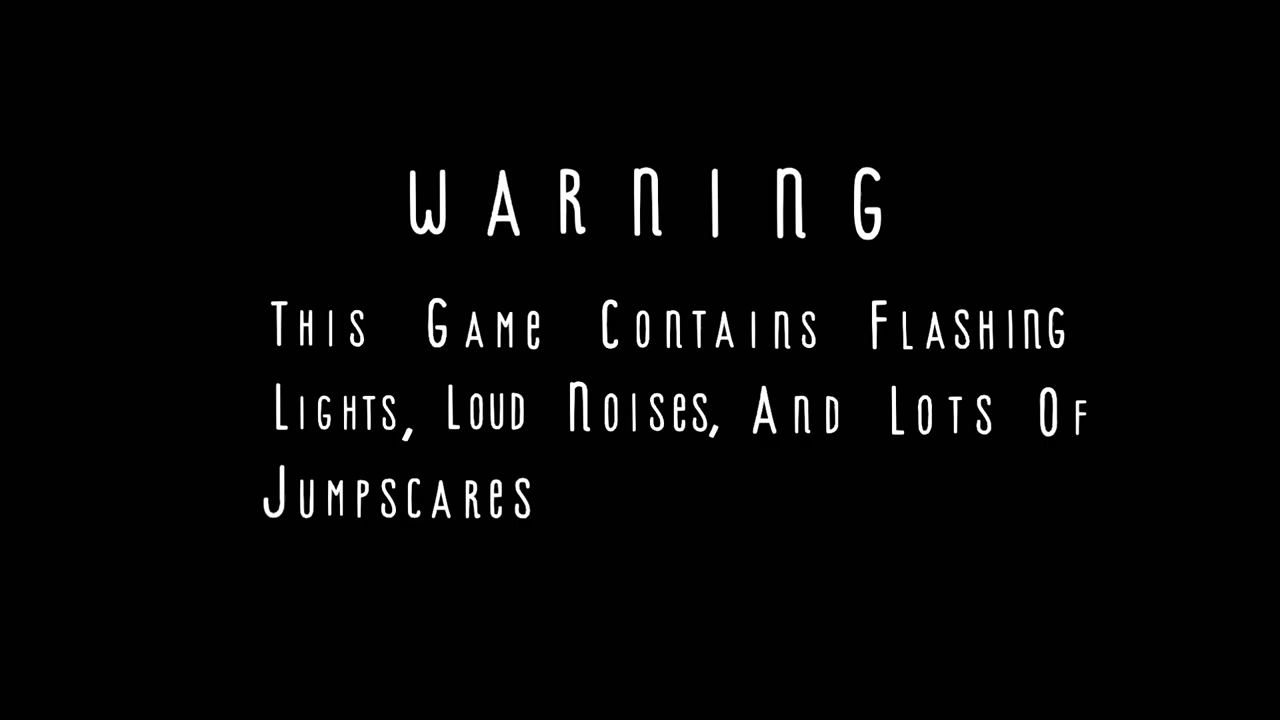 WARNING
This Game Contains Flashing
Lights, Loud Noises, And Lots Of
Jumpscares